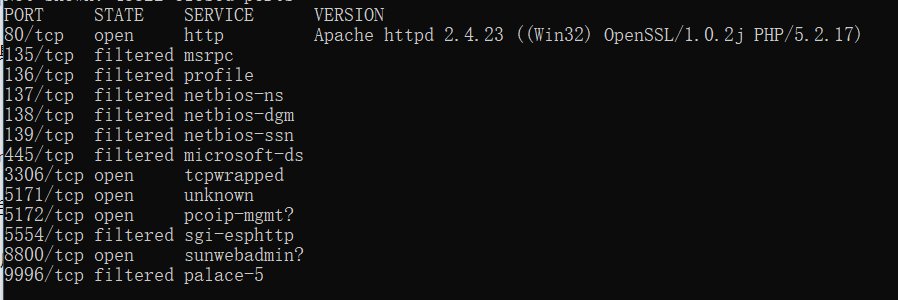 PORT STATE SERVICE VERSION
80/tcp open http Apache httpd 2.4.23 ((Win32) OpenSSL/1.0.2j PHP/5.2.17)
135/tcp filtered msrpc
136/tcp filtered profile
137/tcp filtered netbios-ns
138/tcp filtered netbios-dgm
139/tcp filtered netbios-ssn
445/tcp filtered microsoft-ds
3306/tcp open tcpwrapped
5171/tcp open unknown
5172/tcp open pcoip-mgmt?
5554/tcp filtered sgi-esphttp
8800/tcp open sunwebadmin?
9996/tcp filtered palace-5